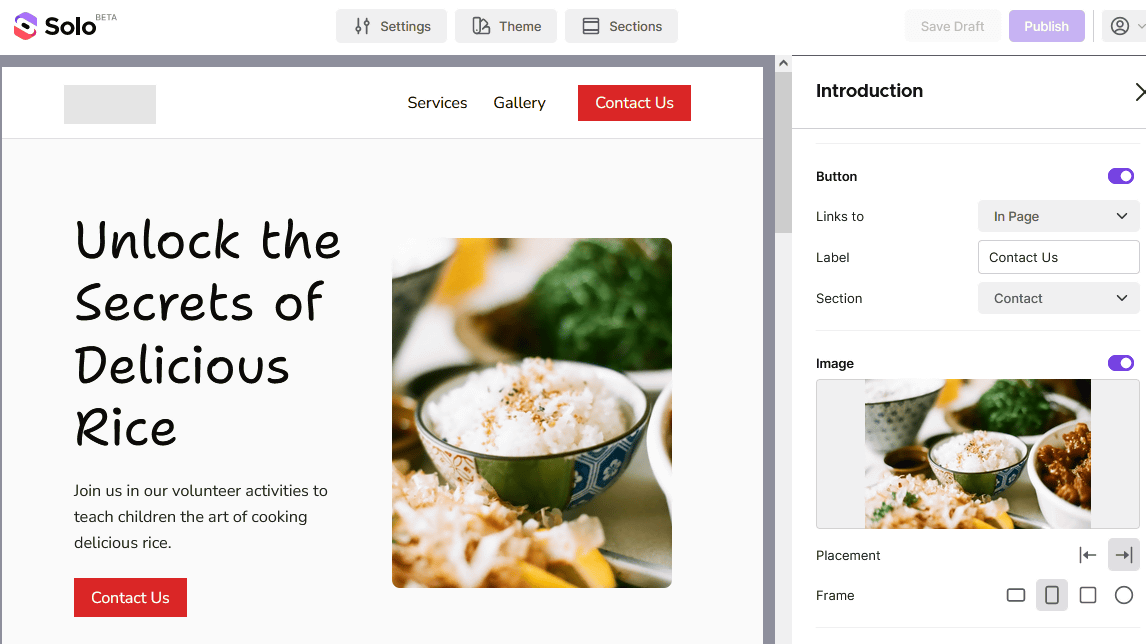 Solo BETA
Settings
Theme
Sections
Save Draft
Publish
Services
Gallery
Contact Us
Unlock the
Secrets of
Delicious
Rice
Join us in our volunteer activities to
teach children the art of cooking
delicious rice.
Contact Us
Introduction
Button
Links to
In Page
Label
Contact Us
Section
Contact
Image
Placement
Frame